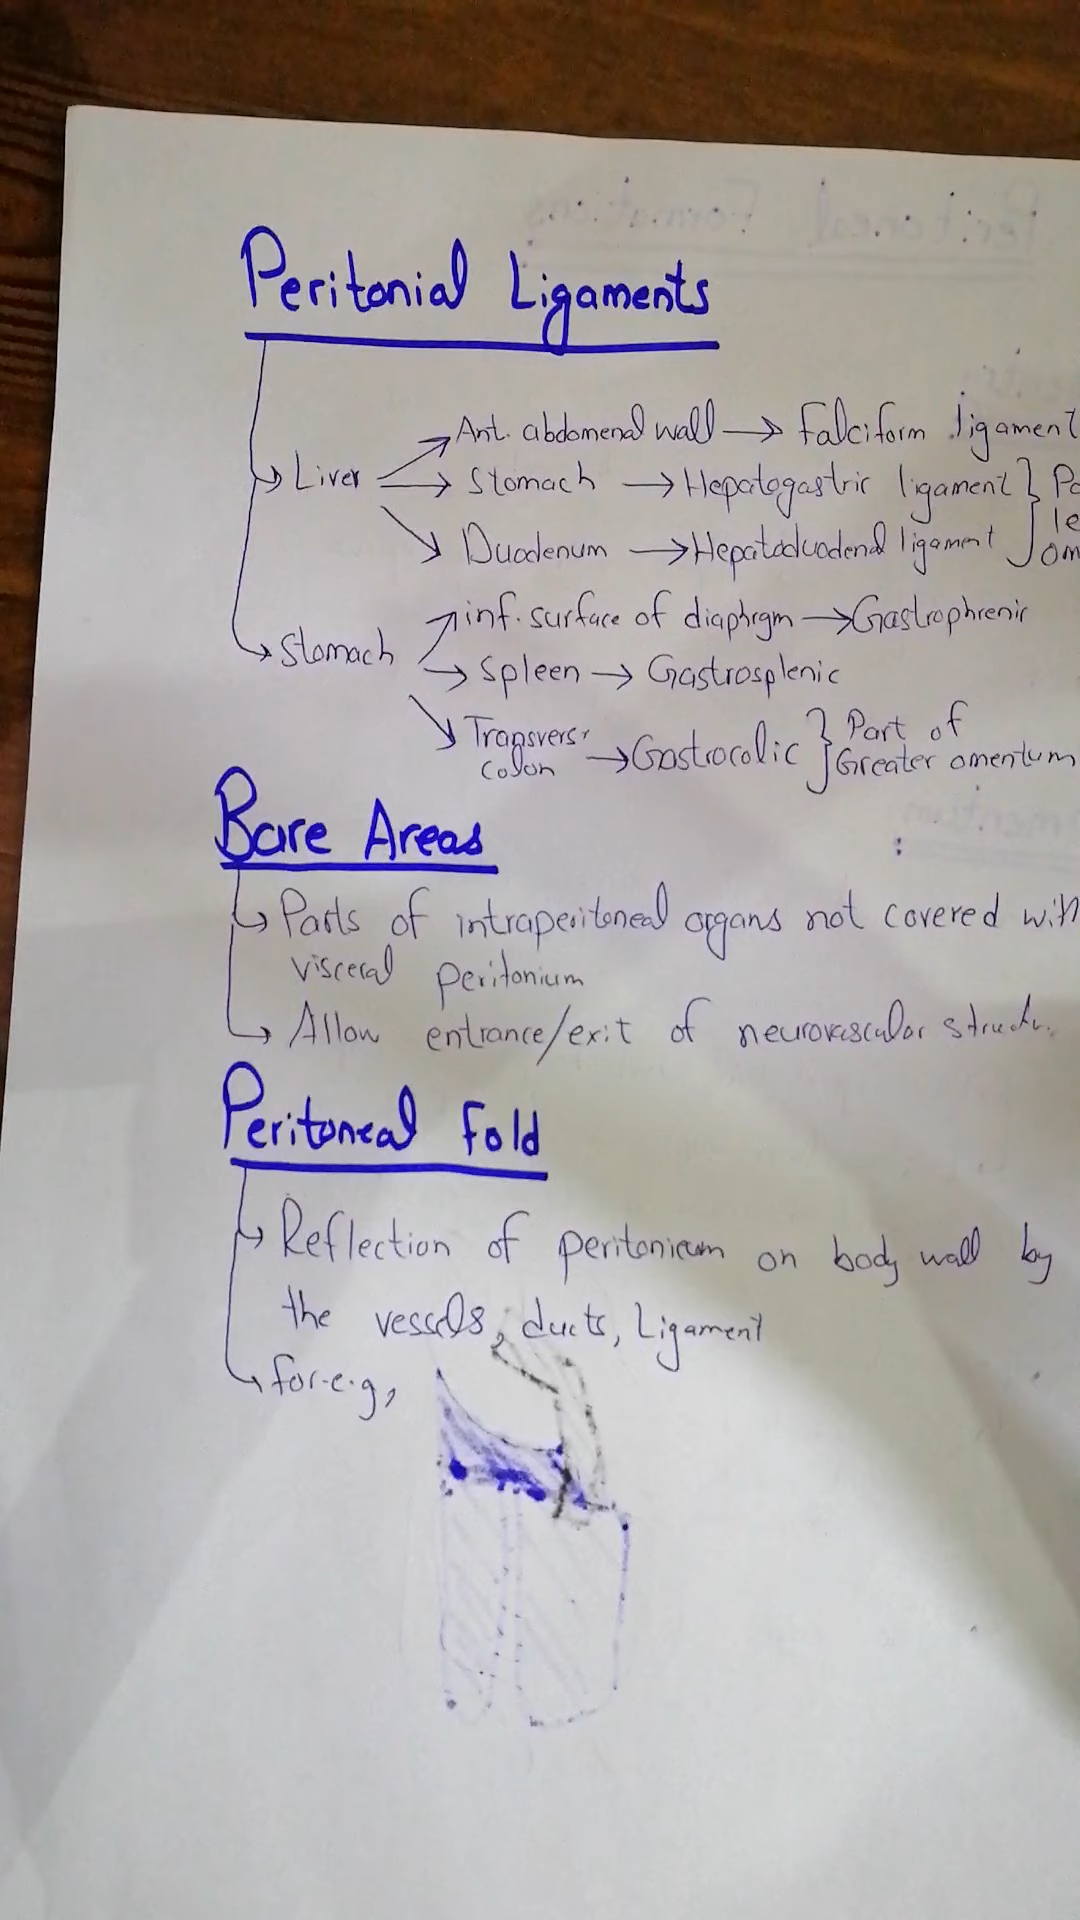 Peritonial Ligaments
Liver
Ant. abdomenal wall → Falciform ligament
→ Stomach → Hepatogastric ligament }
Duodenum → Hepatoduodenal ligament
Stomach
inf. surface of diaphrgm → Gastrophrenic
→ Spleen → Gastrosplenic
Transvers
colon → Gastrocolic } Part of
Greater omentum
Bare Areas
Parts of intraperitoneal organs not covered with
visceral peritonium
Allow entrance/exit of neurovascular
Peritoneal Fold
Reflection of peritonium on body wall by
the vessels, ducts, Ligament
for e.g,